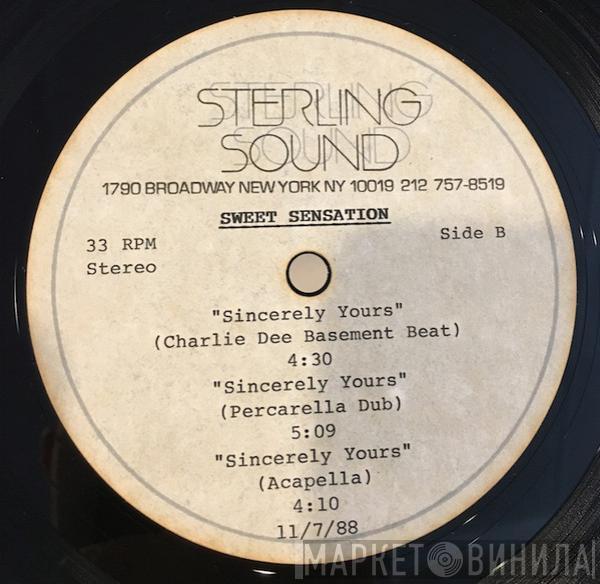 STERLING
SOUND
1790 BROADWAY NEW YORK NY 10019 212 757-8519
SWEET SENSATION
33 RPM
Side B
Stereo
"Sincerely Yours"
(Charlie Dee Basement Beat)
4:30
"Sincerely Yours"
(Percarella Dub)
5:09
"Sincerely Yours"
(Acapella)
4:10
11/7/88
МАРКЕТ ВИНИЛА